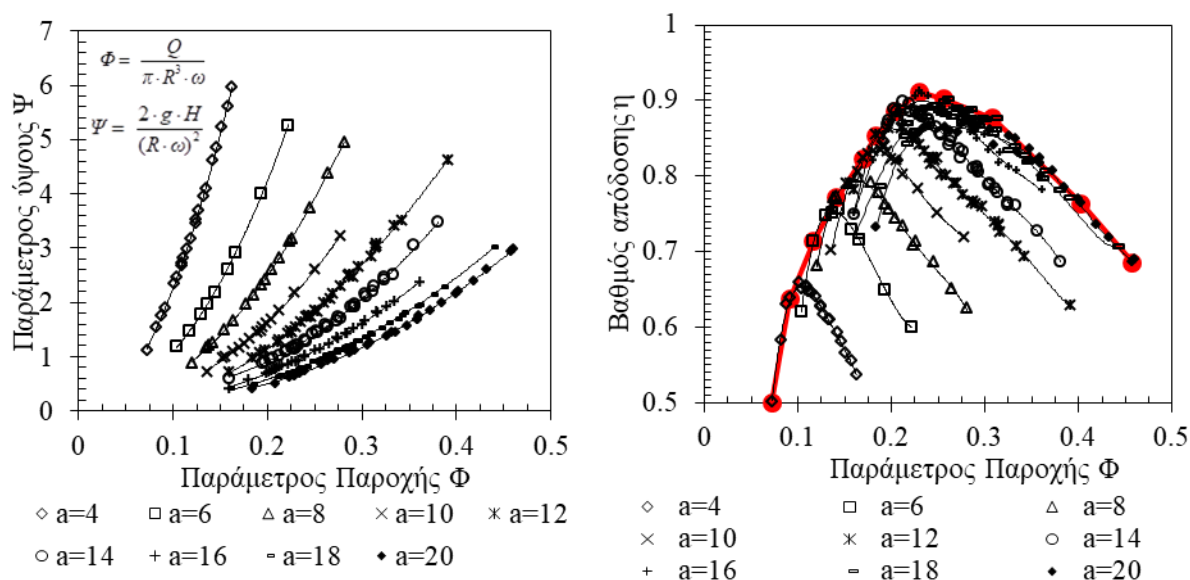 Φ = Q / π · R³ · ω
Ψ = 2 · g · H / (R · ω)²
Παράμετρος ύψους Ψ
7
6
5
4
3
2
1
0
0 0.1 0.2 0.3 0.4 0.5
Παράμετρος Παροχής Φ
a=4 a=6 a=8 a=10 a=12
a=14 a=16 a=18 a=20
Βαθμός απόδοσης η
1
0.9
0.8
0.7
0.6
0.5
0 0.1 0.2 0.3 0.4 0.5
Παράμετρος Παροχής Φ
a=4 a=6 a=8
a=10 a=12 a=14
a=16 a=18 a=20